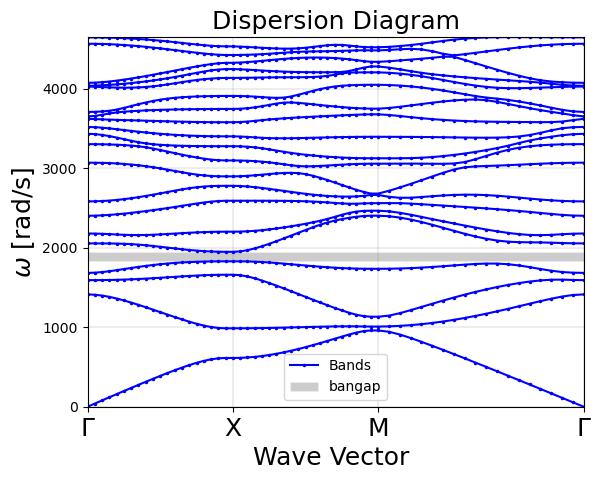 Dispersion Diagram
4000
3000
2000
1000
0
ω [rad/s]
Bands
bangap
Γ X M Γ
Wave Vector